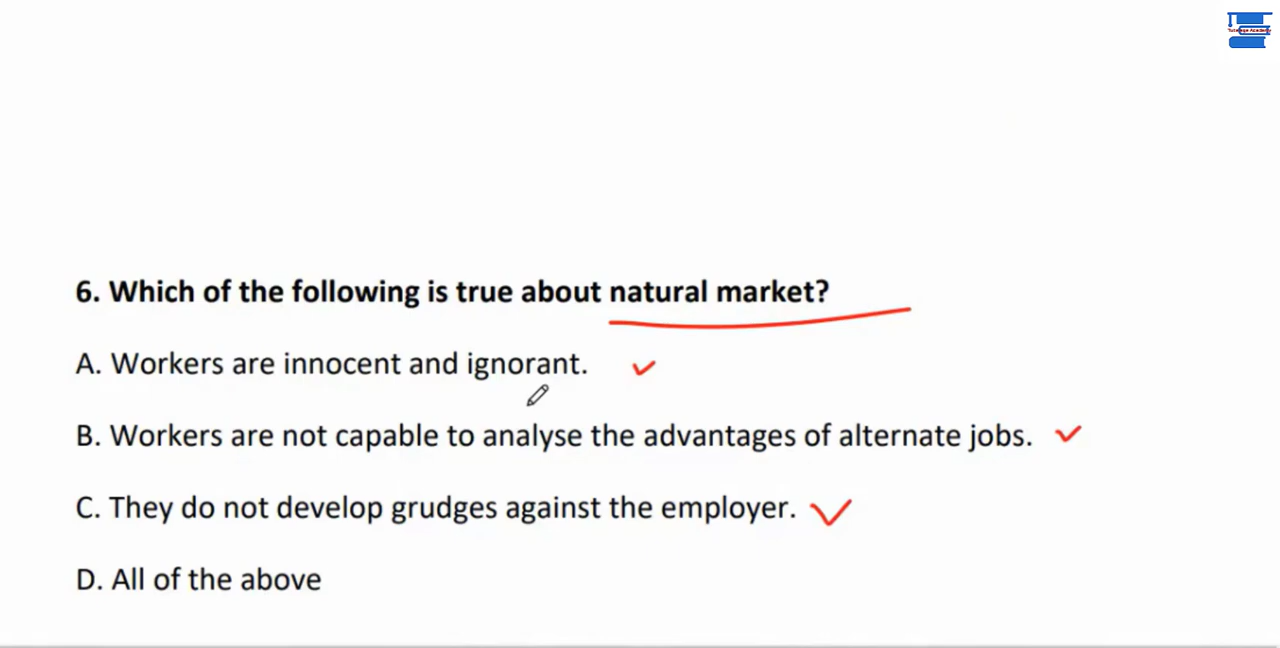 6. Which of the following is true about natural market?
A. Workers are innocent and ignorant.
B. Workers are not capable to analyse the advantages of alternate jobs.
C. They do not develop grudges against the employer.
D. All of the above